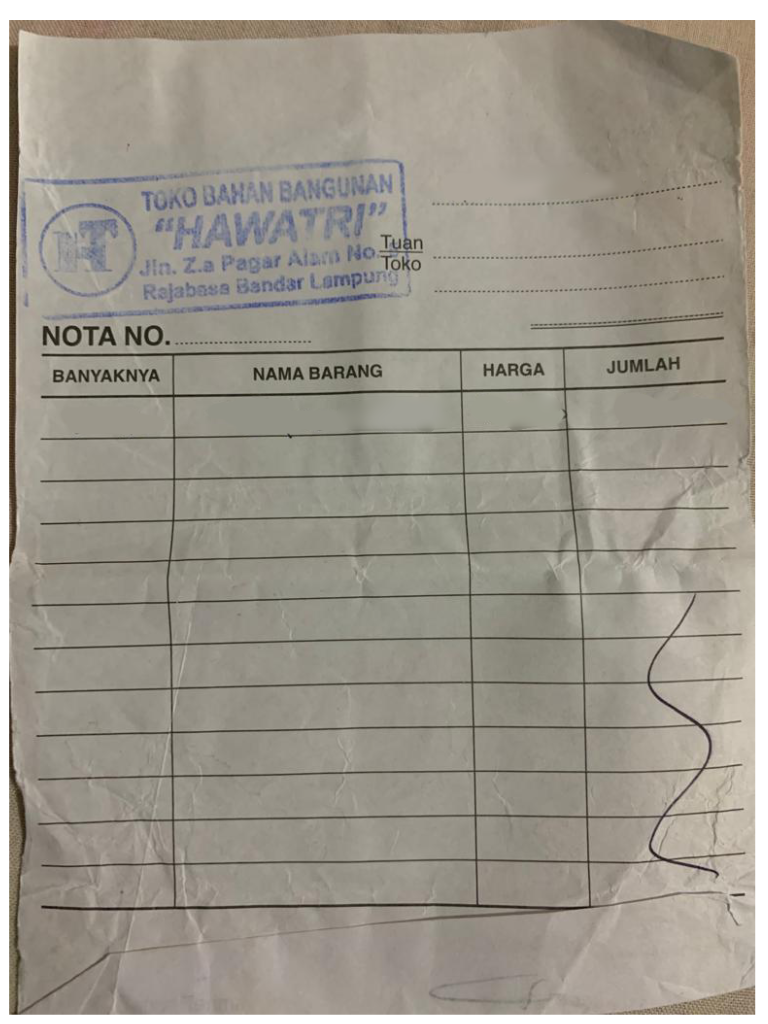 TOKO BAHAN BANGUNAN
"HAWATRI"
HT
Jln. Z.a Pagar Alam No.
Rajabasa Bandar Lampung
Tuan
Toko
NOTA NO.
BANYAKNYA NAMA BARANG HARGA JUMLAH